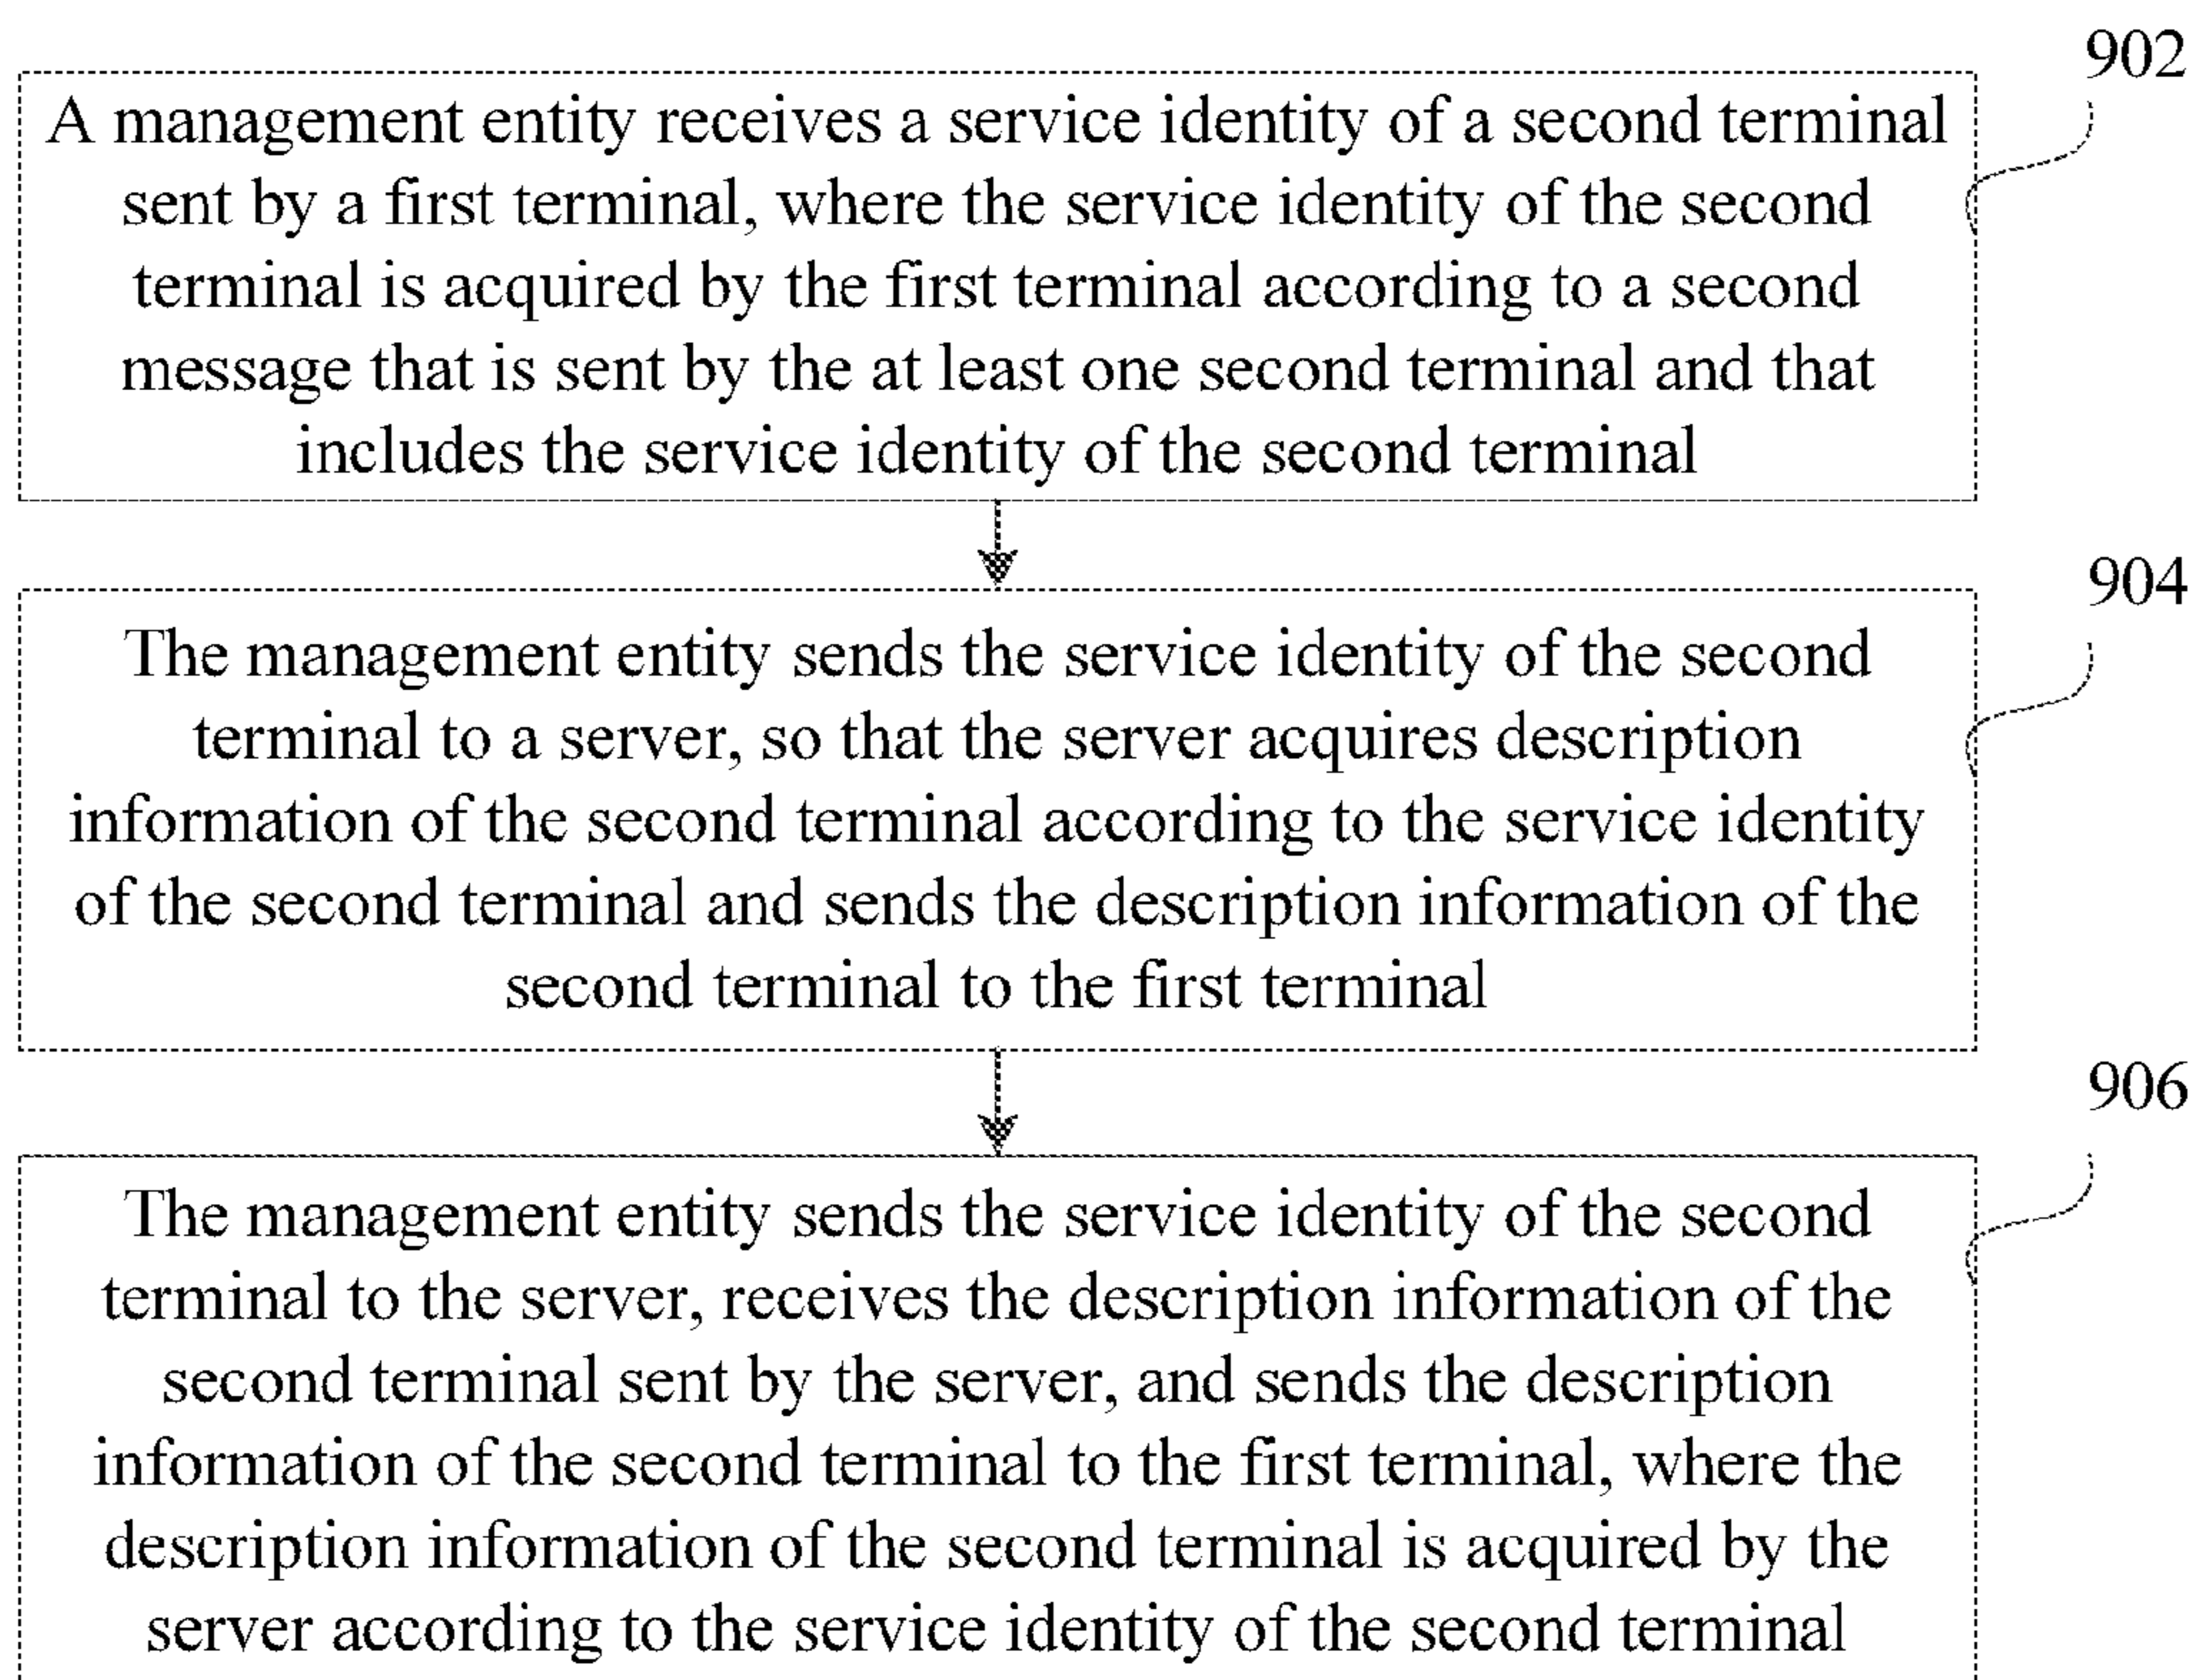 902
A management entity receives a service identity of a second terminal
sent by a first terminal, where the service identity of the second
terminal is acquired by the first terminal according to a second
message that is sent by the at least one second terminal and that
includes the service identity of the second terminal
904
The management entity sends the service identity of the second
terminal to a server, so that the server acquires description
information of the second terminal according to the service identity
of the second terminal and sends the description information of the
second terminal to the first terminal
906
The management entity sends the service identity of the second
terminal to the server, receives the description information of the
second terminal sent by the server, and sends the description
information of the second terminal to the first terminal, where the
description information of the second terminal is acquired by the
server according to the service identity of the second terminal